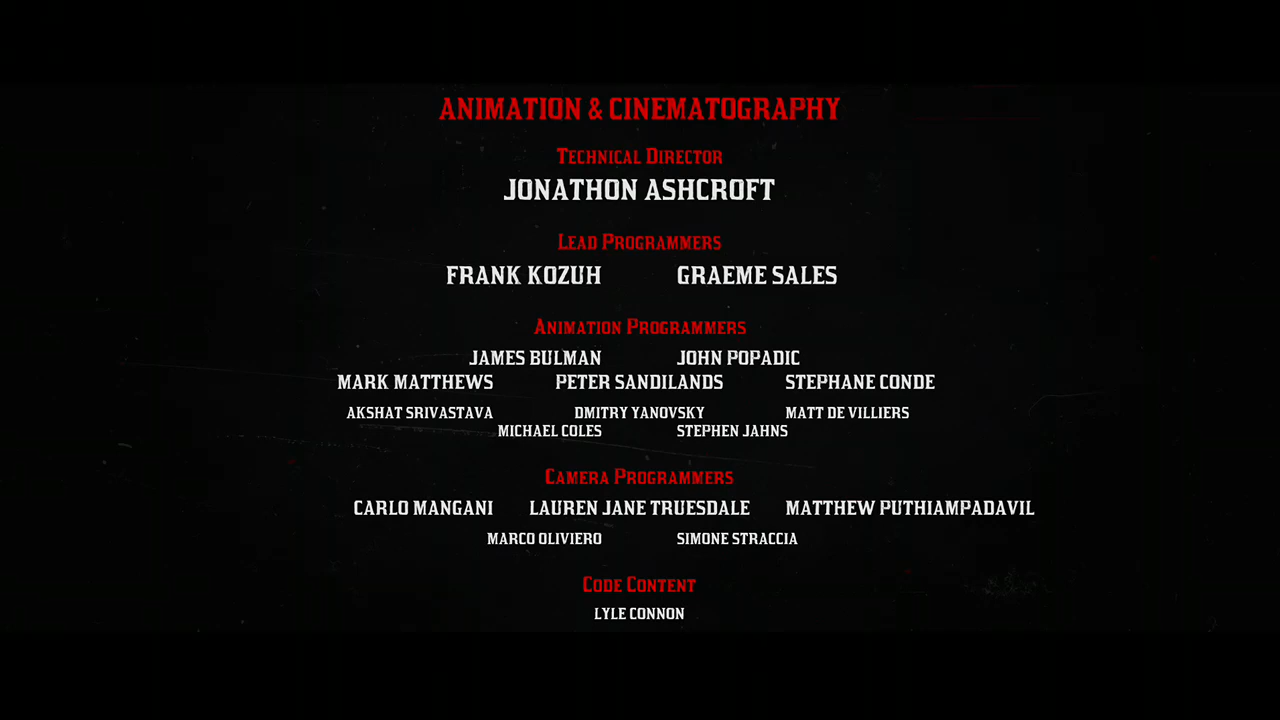 ANIMATION & CINEMATOGRAPHY
TECHNICAL DIRECTOR
JONATHON ASHCROFT
LEAD PROGRAMMERS
FRANK KOZUH GRAEME SALES
ANIMATION PROGRAMMERS
JAMES BULMAN JOHN POPADIC
MARK MATTHEWS PETER SANDILANDS STEPHANE CONDE
AKSHAT SRIVASTAVA DMITRY YANOVSKY MATT DE VILLIERS
MICHAEL COLES STEPHEN JAHNS
CAMERA PROGRAMMERS
CARLO MANGANI LAUREN JANE TRUESDALE MATTHEW PUTHIAMPADAVIL
MARCO OLIVIERO SIMONE STRACCIA
CODE CONTENT
LYLE CONNON